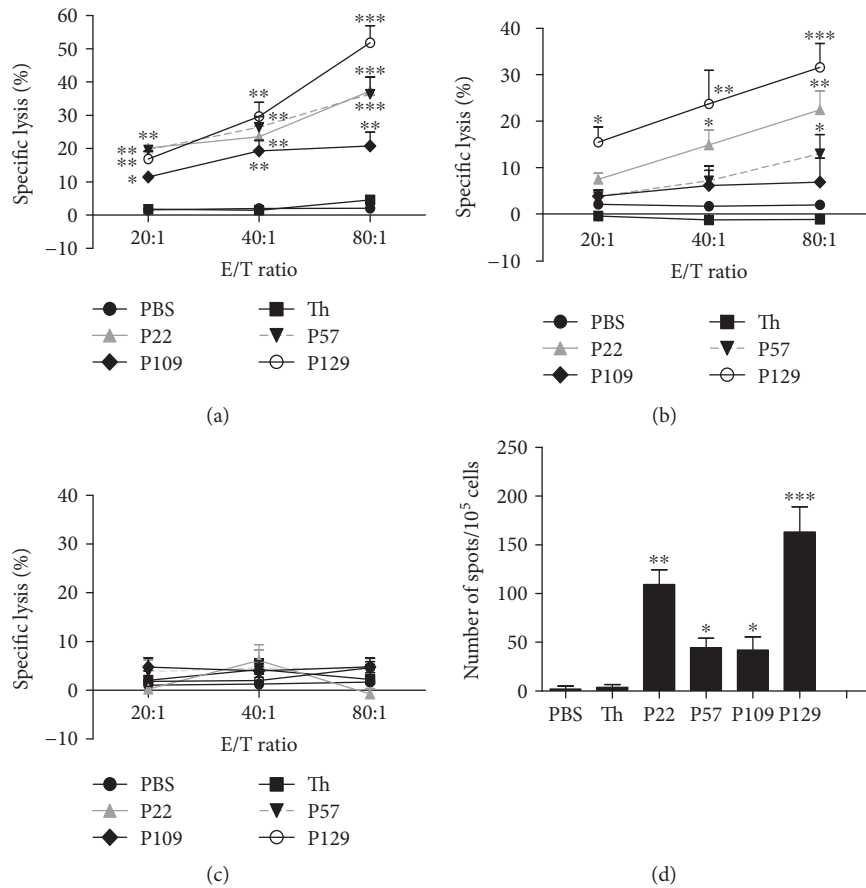 60
50
40
30
20
10
0
−10
Specific lysis (%)
***
***
***
**
**
**
**
**
**
**
**
*
20:1 40:1 80:1
E/T ratio
PBS Th
P22 P57
P109 P129
(a)
40
30
20
10
0
−10
Specific lysis (%)
***
**
**
*
*
*
20:1 40:1 80:1
E/T ratio
PBS Th
P22 P57
P109 P129
(b)
40
30
20
10
0
−10
Specific lysis (%)
20:1 40:1 80:1
E/T ratio
PBS Th
P22 P57
P109 P129
(c)
250
200
150
100
50
0
Number of spots/10⁵ cells
***
**
* *
PBS Th P22 P57 P109 P129
(d)